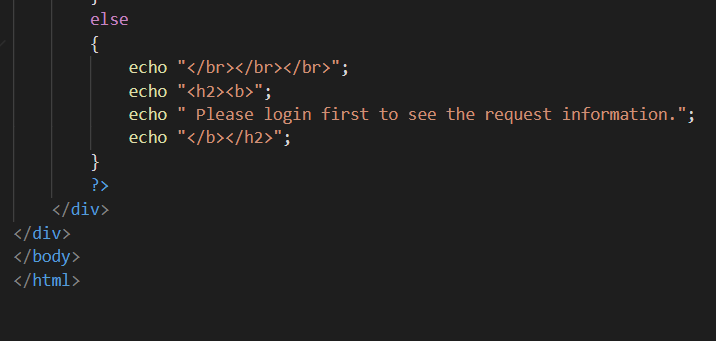 }
else
{
echo "</br></br></br>";
echo "<h2><b>";
echo " Please login first to see the request information.";
echo "</b></h2>";
}
?>
</div>
</div>
</body>
</html>